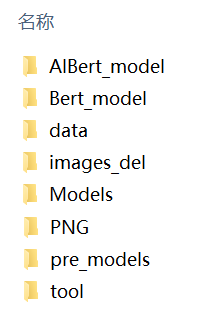 名称
AlBert_model
Bert_model
data
images_del
Models
PNG
pre_models
tool